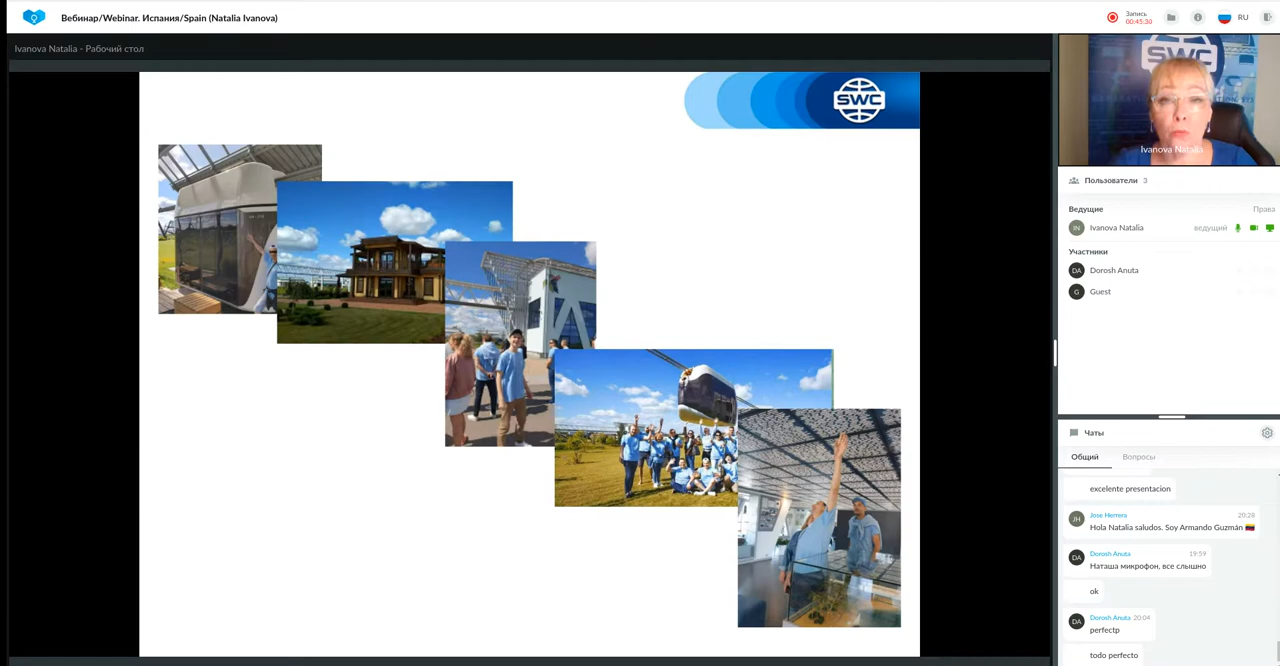 Вебинар/Webinar. Испания/Spain (Natalia Ivanova)
Запись
00:45:30
RU
Ivanova Natalia - Рабочий стол
SWC
SWC
Ivanova Natalia
Пользователи 3
Ведущие Права
IN Ivanova Natalia ведущий
Участники
DA Dorosh Anuta
G Guest
Чаты
Общий Вопросы
excelente presentacion
JH Jose Herrera 20:28
Hola Natalia saludos. Soy Armando Guzmán 🇻🇪
DA Dorosh Anuta 19:59
Наташа микрофон, все слышно
ok
DA Dorosh Anuta 20:04
perfectp
todo perfecto